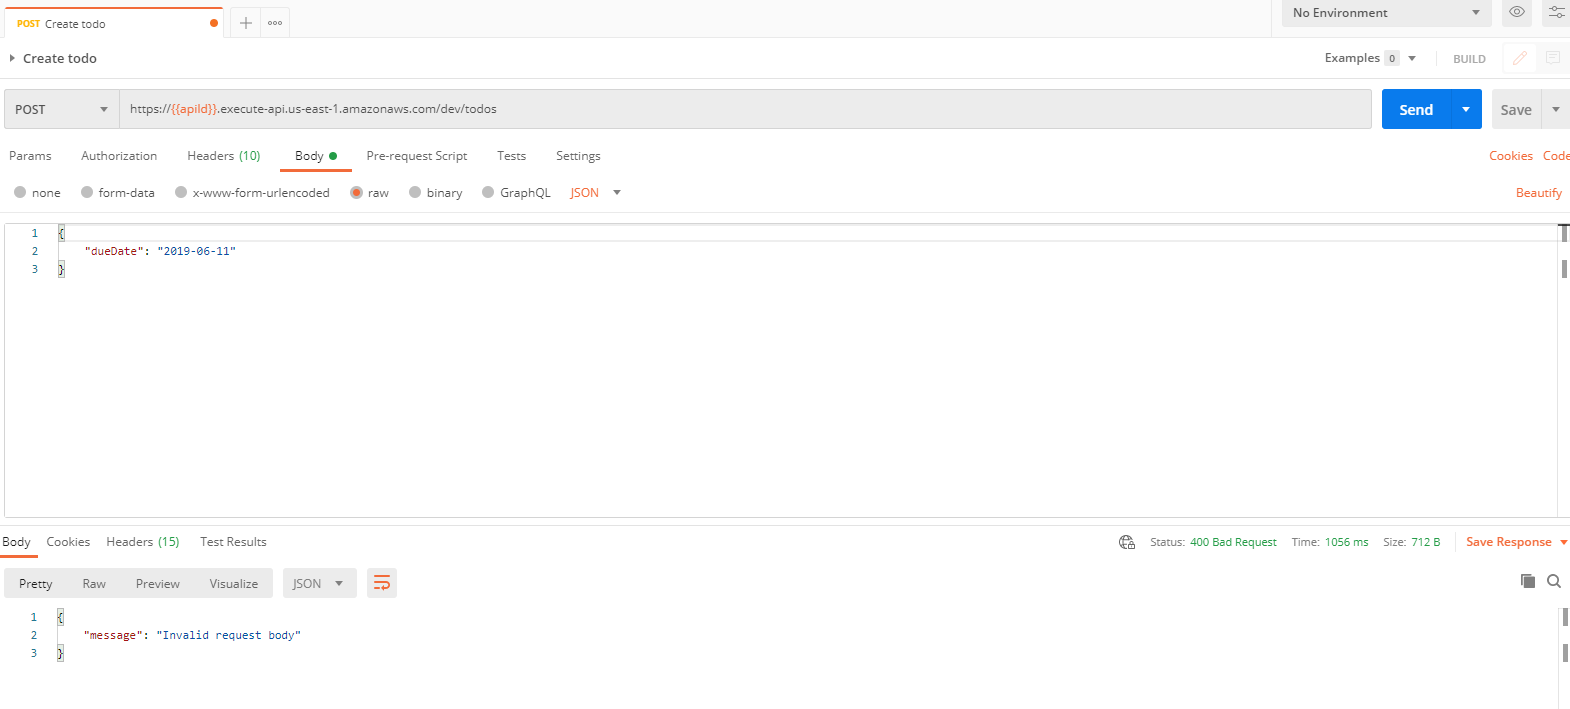 POST Create todo
No Environment
Create todo
Examples 0
BUILD
POST
https://{{apiId}}.execute-api.us-east-1.amazonaws.com/dev/todos
Send
Save
Params Authorization Headers (10) Body Pre-request Script Tests Settings
Cookies Code
none form-data x-www-form-urlencoded raw binary GraphQL JSON
Beautify
1 {
2 "dueDate": "2019-06-11"
3 }
Body Cookies Headers (15) Test Results
Status: 400 Bad Request Time: 1056 ms Size: 712 B
Save Response
Pretty Raw Preview Visualize JSON
1 {
2 "message": "Invalid request body"
3 }